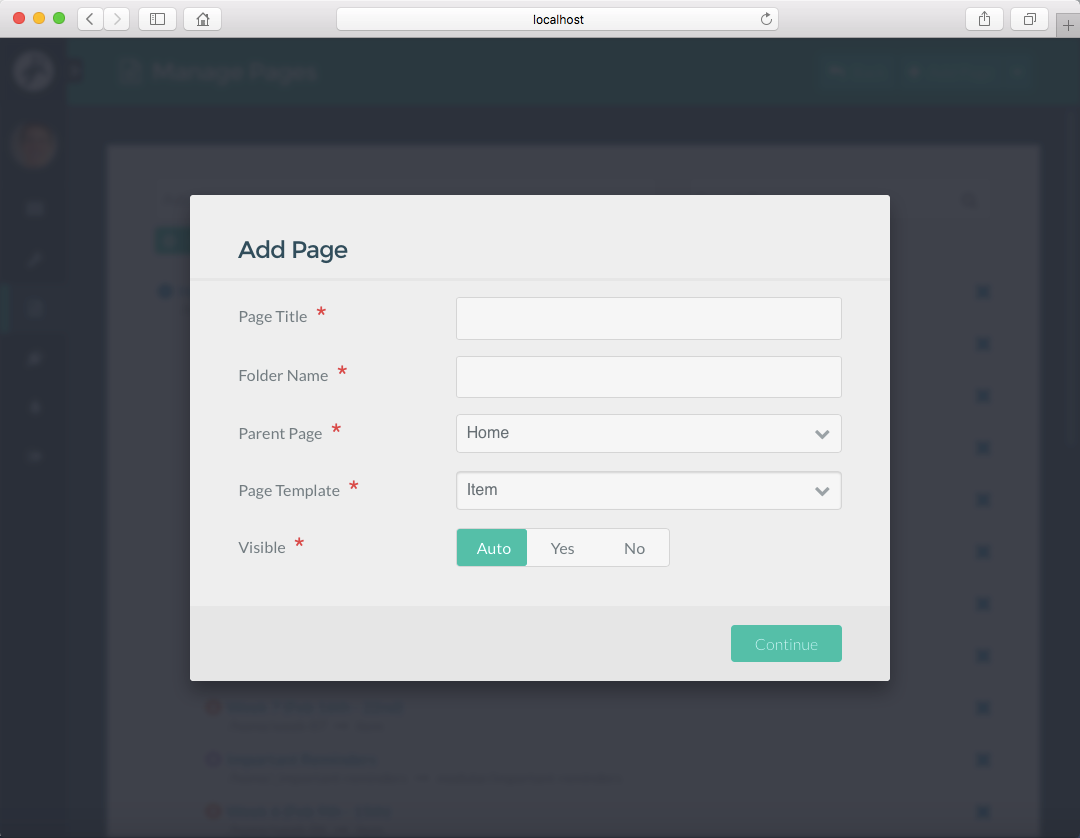 localhost
Manage Pages
Add Page
Page Title *
Folder Name *
Parent Page *
Home
Page Template *
Item
Visible *
Auto Yes No
Continue